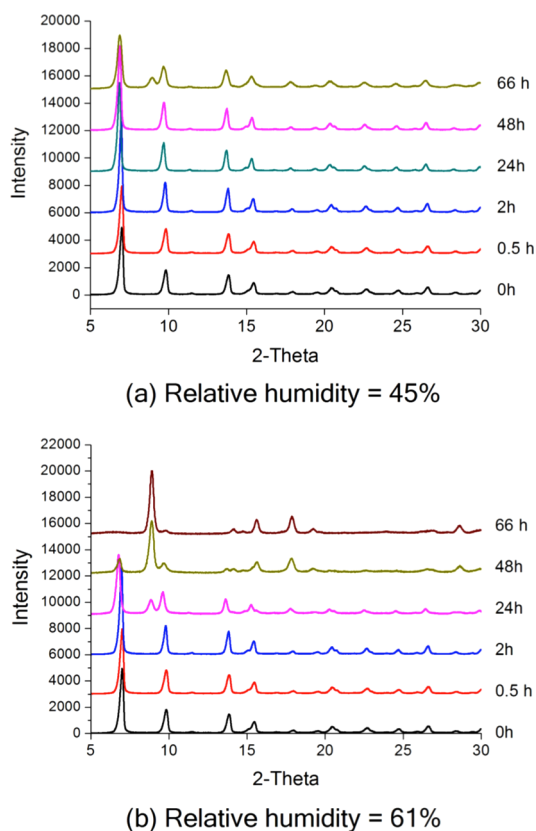 20000
18000
16000
14000
12000
10000
8000
6000
4000
2000
0
Intensity
66 h
48h
24h
2h
0.5 h
0h
5 10 15 20 25 30
2-Theta
(a) Relative humidity = 45%
22000
20000
18000
16000
14000
12000
10000
8000
6000
4000
2000
0
Intensity
66 h
48h
24h
2h
0.5 h
0h
5 10 15 20 25 30
2-Theta
(b) Relative humidity = 61%